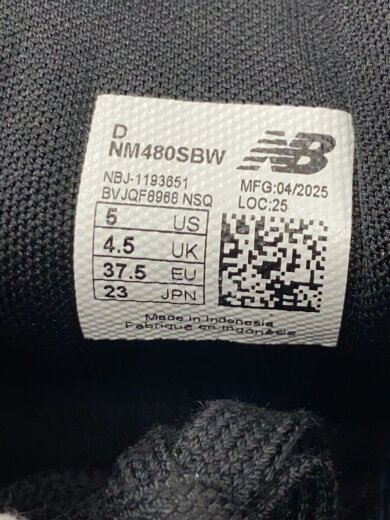 D
NM480SBW
NB
NBJ-1193651
BVJQF8968 NSQ
MFG:04/2025
LOC:25
5 US
4.5 UK
37.5 EU
23 JPN
Made in Indonesia
Fabriqué en Indonésie